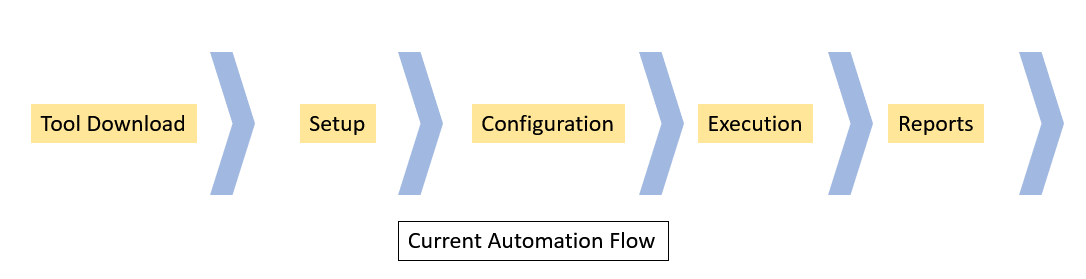 Tool Download
Setup
Configuration
Execution
Reports
Current Automation Flow